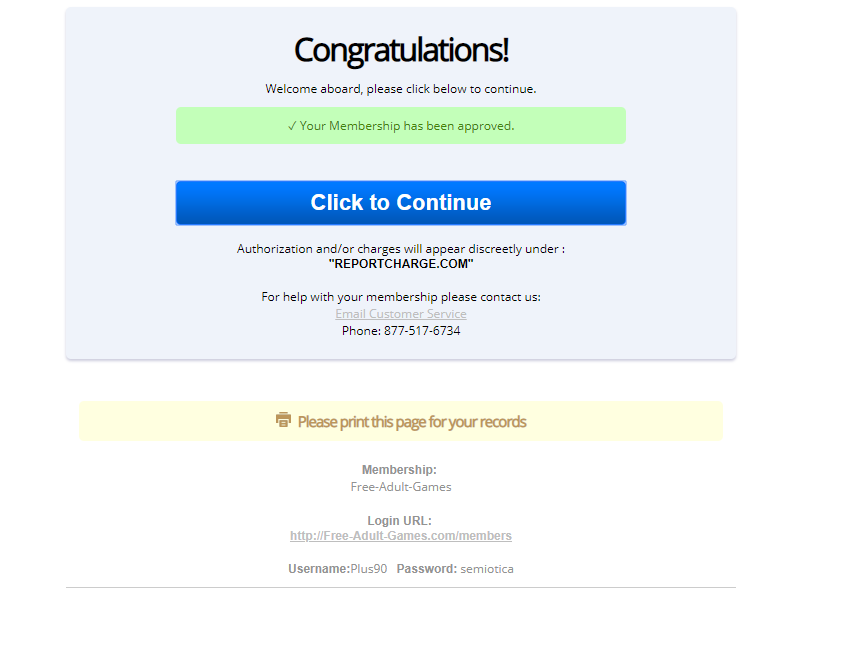 Congratulations!
Welcome aboard, please click below to continue.
✓ Your Membership has been approved.
Click to Continue
Authorization and/or charges will appear discreetly under :
"REPORTCHARGE.COM"
For help with your membership please contact us:
Email Customer Service
Phone: 877-517-6734
Please print this page for your records
Membership:
Free-Adult-Games
Login URL:
http://Free-Adult-Games.com/members
Username:Plus90 Password: semiotica